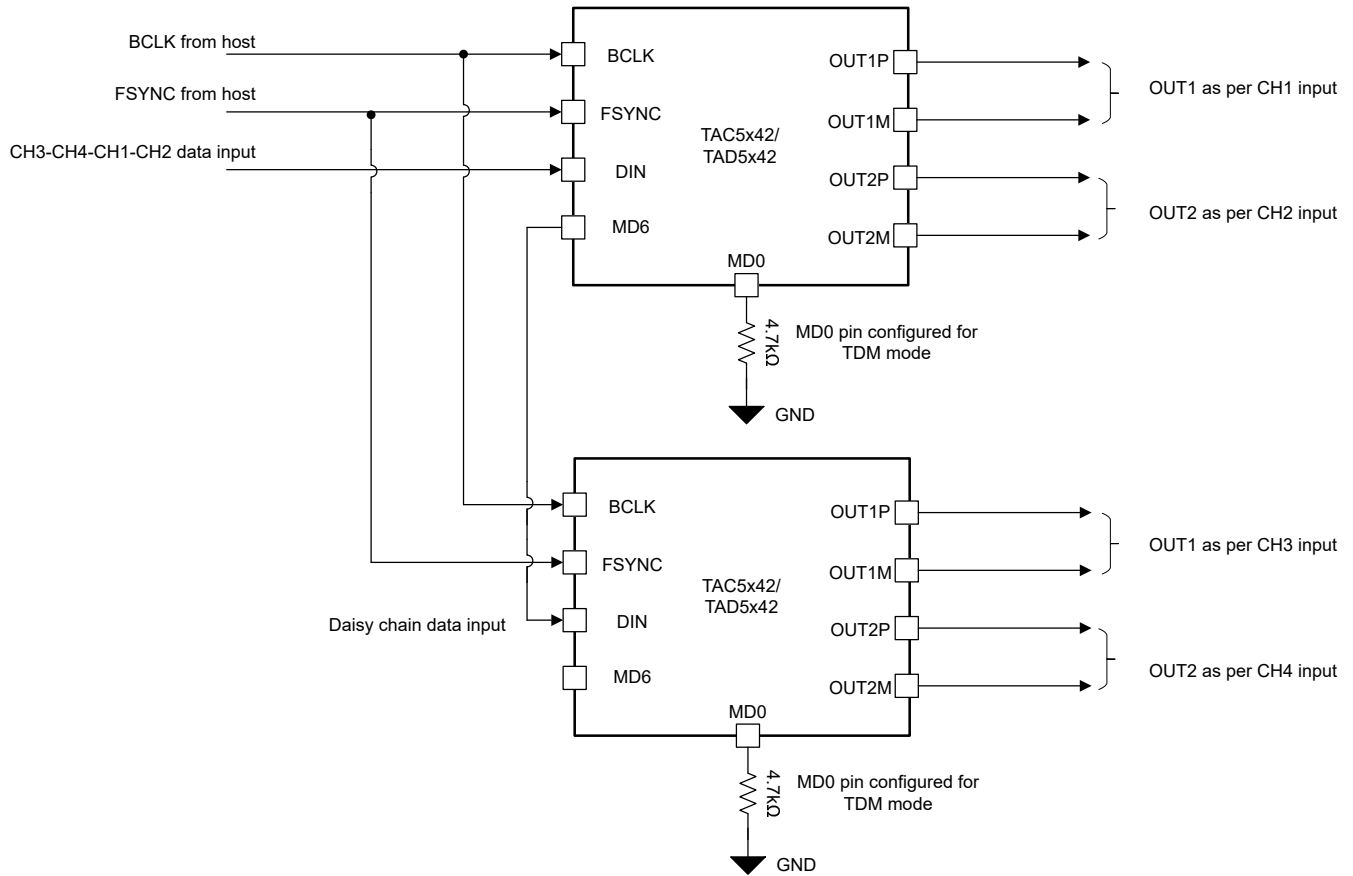 BCLK from host
FSYNC from host
CH3-CH4-CH1-CH2 data input
BCLK
FSYNC
DIN
MD6
TAC5x42/
TAD5x42
OUT1P
OUT1M
OUT2P
OUT2M
OUT1 as per CH1 input
OUT2 as per CH2 input
MD0
4.7kΩ
MD0 pin configured for
TDM mode
GND
Daisy chain data input
BCLK
FSYNC
DIN
MD6
TAC5x42/
TAD5x42
OUT1P
OUT1M
OUT2P
OUT2M
OUT1 as per CH3 input
OUT2 as per CH4 input
MD0
4.7kΩ
MD0 pin configured for
TDM mode
GND